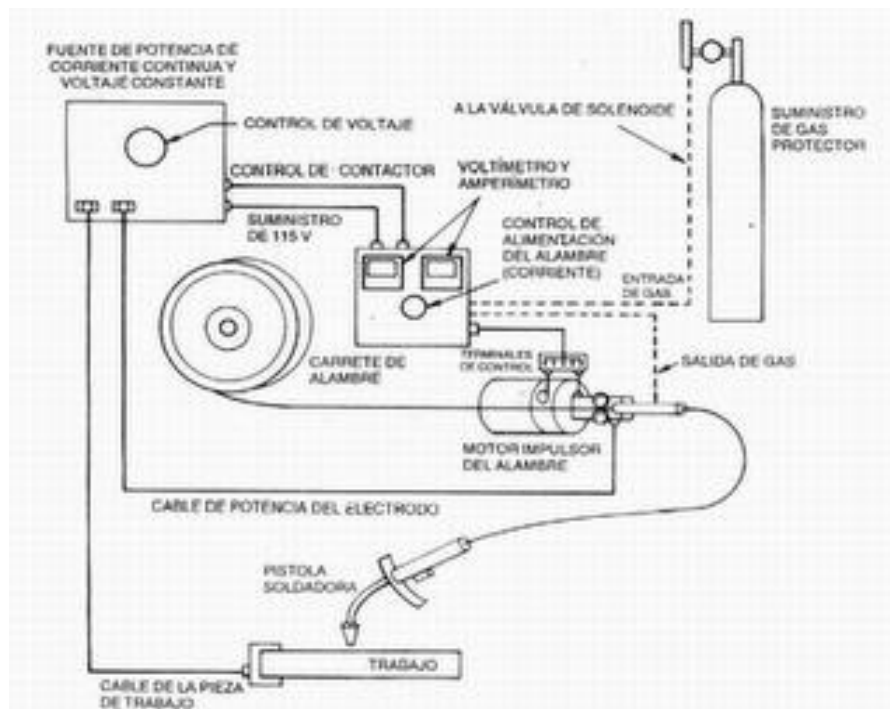 FUENTE DE POTENCIA DE
CORRIENTE CONTINUA Y
VOLTAJE CONSTANTE
CONTROL DE VOLTAJE
CONTROL DE CONTACTOR
SUMINISTRO
DE 115 V
VOLTÍMETRO Y
AMPERÍMETRO
CONTROL DE
ALIMENTACIÓN
DEL ALAMBRE
(CORRIENTE)
A LA VÁLVULA DE SOLENOIDE
SUMINISTRO
DE GAS
PROTECTOR
ENTRADA
DE GAS
CARRETE DE
ALAMBRE
TERMINALES
DE CONTROL
SALIDA DE GAS
MOTOR IMPULSOR
DEL ALAMBRE
CABLE DE POTENCIA DEL ELECTRODO
PISTOLA
SOLDADORA
TRABAJO
CABLE DE LA PIEZA
DE TRABAJO